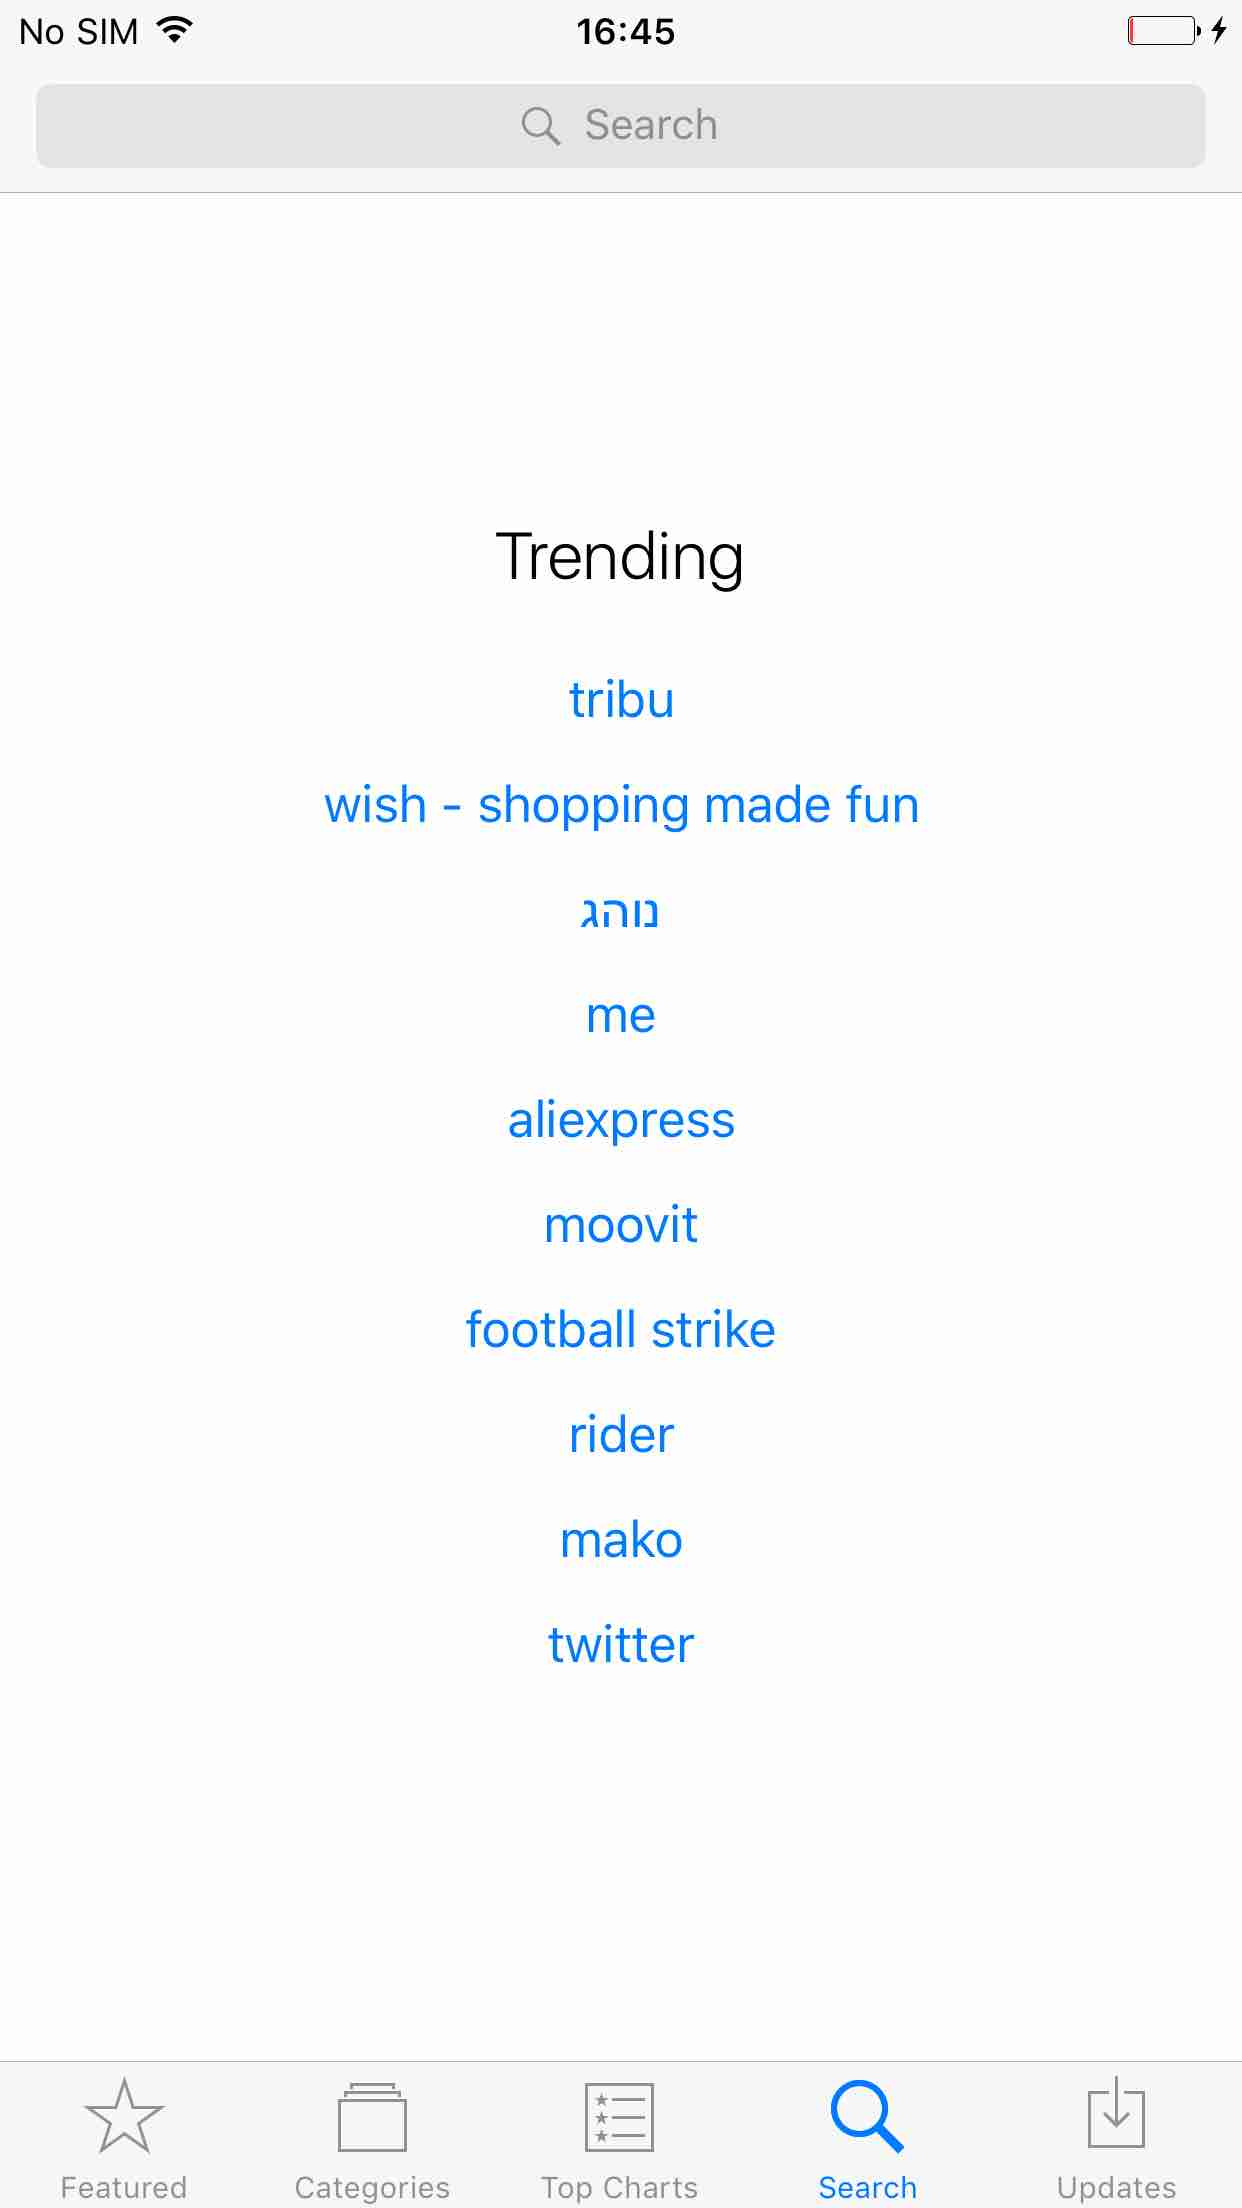 No SIM 16:45
Search
Trending
tribu
wish - shopping made fun
נוהג
me
aliexpress
moovit
football strike
rider
mako
twitter
Featured Categories Top Charts Search Updates